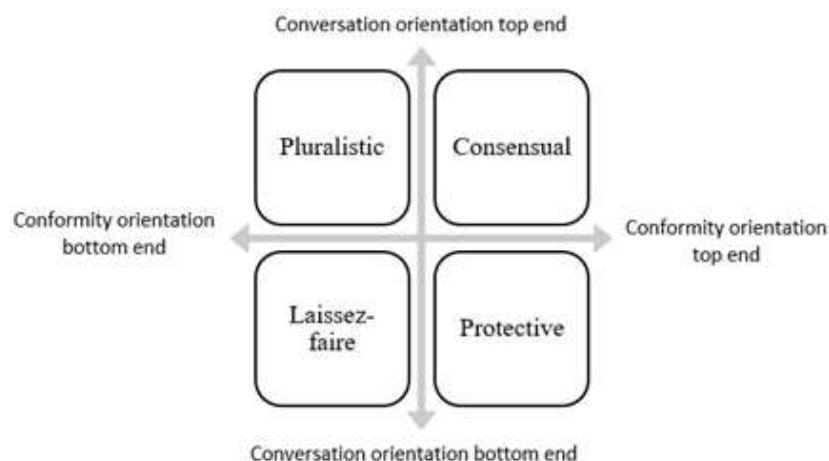 Conversation orientation top end
Pluralistic
Consensual
Conformity orientation
bottom end
Conformity orientation
top end
Laissez-
faire
Protective
Conversation orientation bottom end